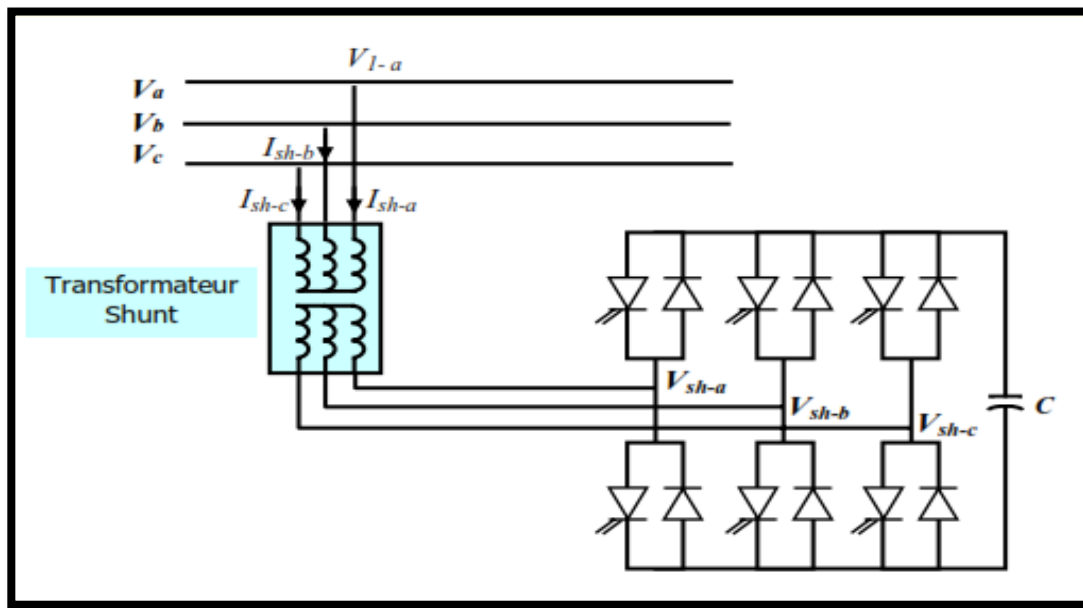 V1-a
Va
Vb
Vc
Ish-b
Ish-c
Ish-a
Transformateur
Shunt
Vsh-a
Vsh-b
Vsh-c
C